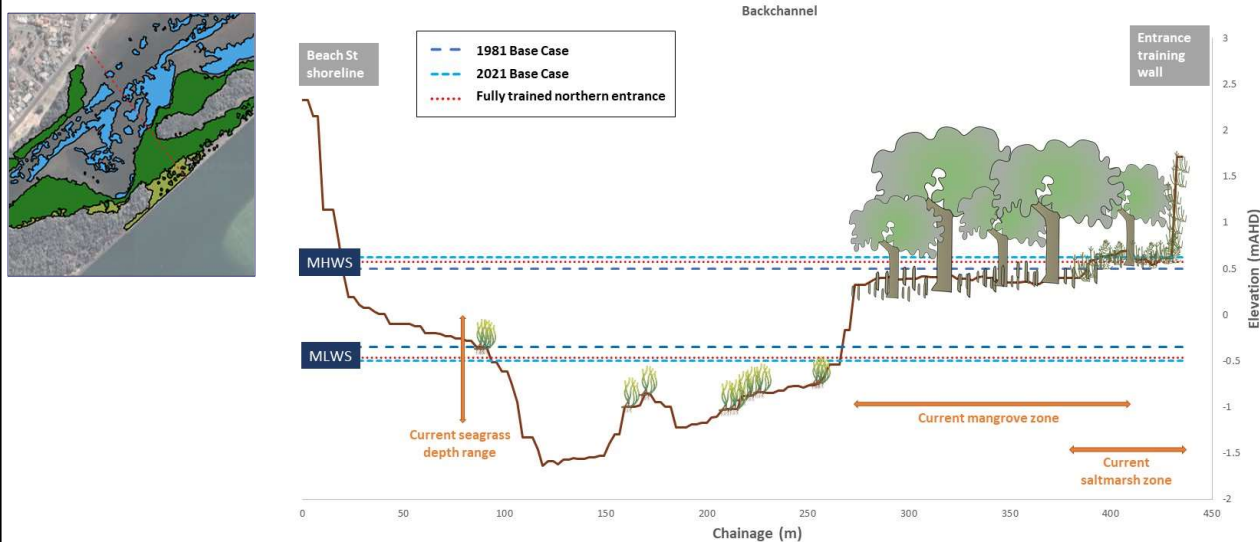 Backchannel
Beach St
shoreline
1981 Base Case
2021 Base Case
Fully trained northern entrance
Entrance
training
wall
MHWS
MLWS
Current seagrass
depth range
Current mangrove zone
Current
saltmarsh zone
3
2.5
2
1.5
1
0.5
0
-0.5
-1
-1.5
-2
Elevation (mAHD)
0 50 100 150 200 250 300 350 400 450
Chainage (m)